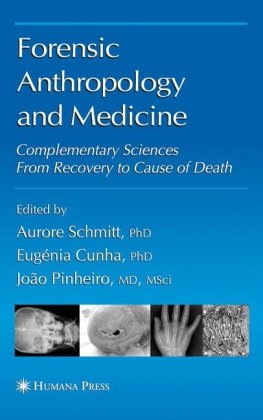 Forensic
Anthropology
and Medicine
Complementary Sciences
From Recovery to Cause of Death
Edited by
Aurore Schmitt, PhD
Eugénia Cunha, PhD
João Pinheiro, MD, MSci
Humana Press